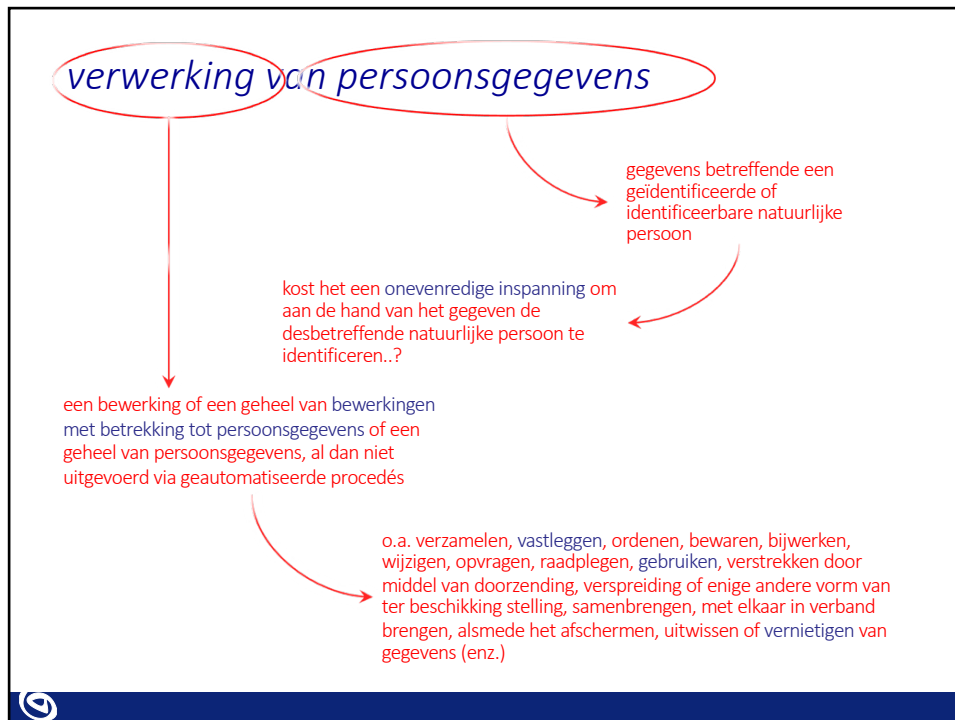 verwerking van persoonsgegevens
gegevens betreffende een
geïdentificeerde of
identificeerbare natuurlijke
persoon
kost het een onevenredige inspanning om
aan de hand van het gegeven de
desbetreffende natuurlijke persoon te
identificeren..?
een bewerking of een geheel van bewerkingen
met betrekking tot persoonsgegevens of een
geheel van persoonsgegevens, al dan niet
uitgevoerd via geautomatiseerde procedés
o.a. verzamelen, vastleggen, ordenen, bewaren, bijwerken,
wijzigen, opvragen, raadplegen, gebruiken, verstrekken door
middel van doorzending, verspreiding of enige andere vorm van
ter beschikking stelling, samenbrengen, met elkaar in verband
brengen, alsmede het afschermen, uitwissen of vernietigen van
gegevens (enz.)